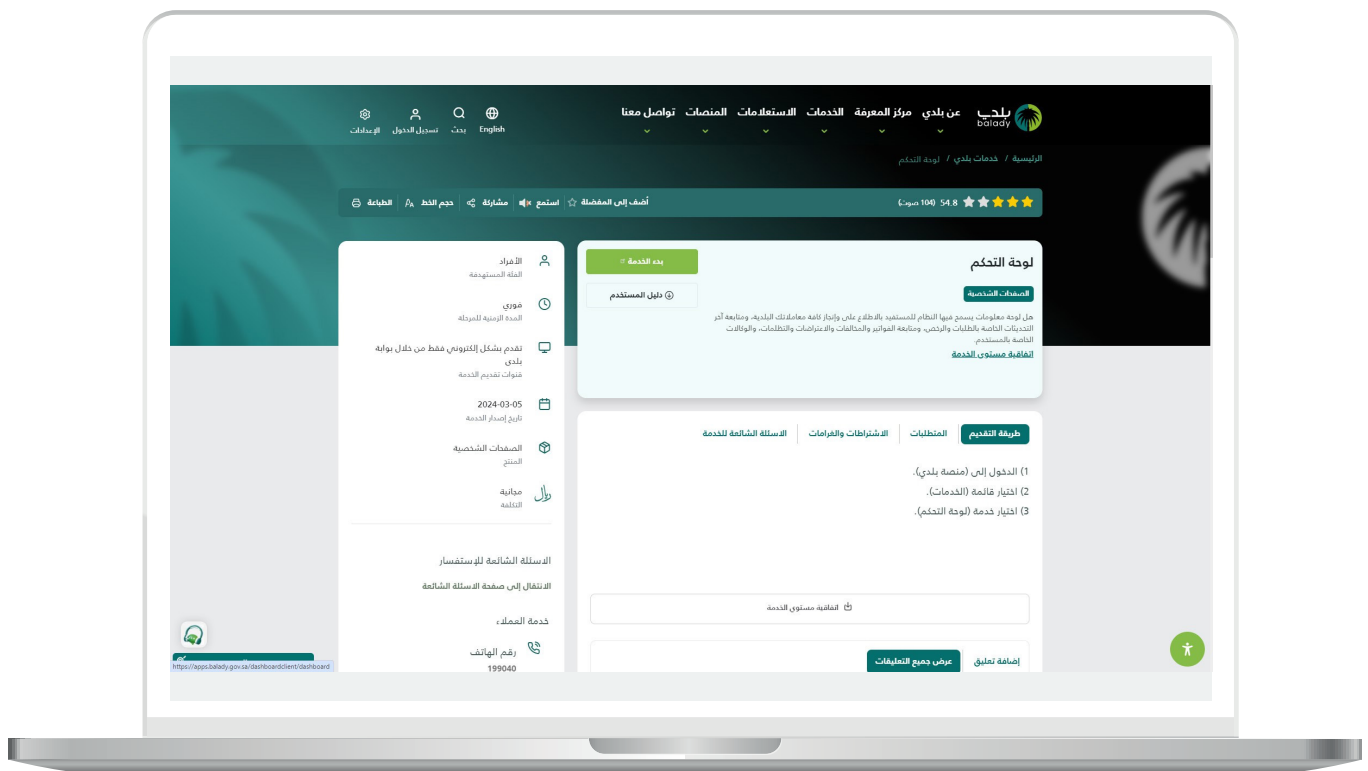 بلدي
balady
عن بلدي
مركز المعرفة
الخدمات
الاستعلامات
المنصات
تواصل معنا
English
بحث
تسجيل الدخول
الإعدادات
الرئيسية / خدمات بلدي / لوحة التحكم
54.8 (104 صوت)
أضف إلى المفضلة
استمع
مشاركة
حجم الخط
الطباعة
لوحة التحكم
الصفحات الشخصية
هل لوحة معلومات يسمح فيها النظام للمستفيد بالاطلاع على وإنجاز كافة معاملاتك البلدية، ومتابعة آخر
التحديثات الخاصة بالطلبات والرخص، ومتابعة الفواتير والمخالفات والاعتراضات والتظلمات، والوكالات
الخاصة بالمستخدم.
اتفاقية مستوى الخدمة
بدء الخدمة
دليل المستخدم
طريقة التقديم
المتطلبات
الاشتراطات والغرامات
الاسئلة الشائعة للخدمة
1) الدخول إلى (منصة بلدي).
2) اختيار قائمة (الخدمات).
3) اختيار خدمة (لوحة التحكم).
اتفاقية مستوى الخدمة
إضافة تعليق
عرض جميع التعليقات
الأفراد
الفئة المستهدفة
فوري
المدة الزمنية للمرحلة
تقدم بشكل إلكتروني فقط من خلال بوابة
بلدي
قنوات تقديم الخدمة
2024-03-05
تاريخ إصدار الخدمة
الصفحات الشخصية
المنتج
مجانية
التكلفة
الاسئلة الشائعة للإستفسار
الانتقال إلى صفحة الاسئلة الشائعة
خدمة العملاء
رقم الهاتف
199040
https://apps.balady.gov.sa/dashboardclient/dashboard